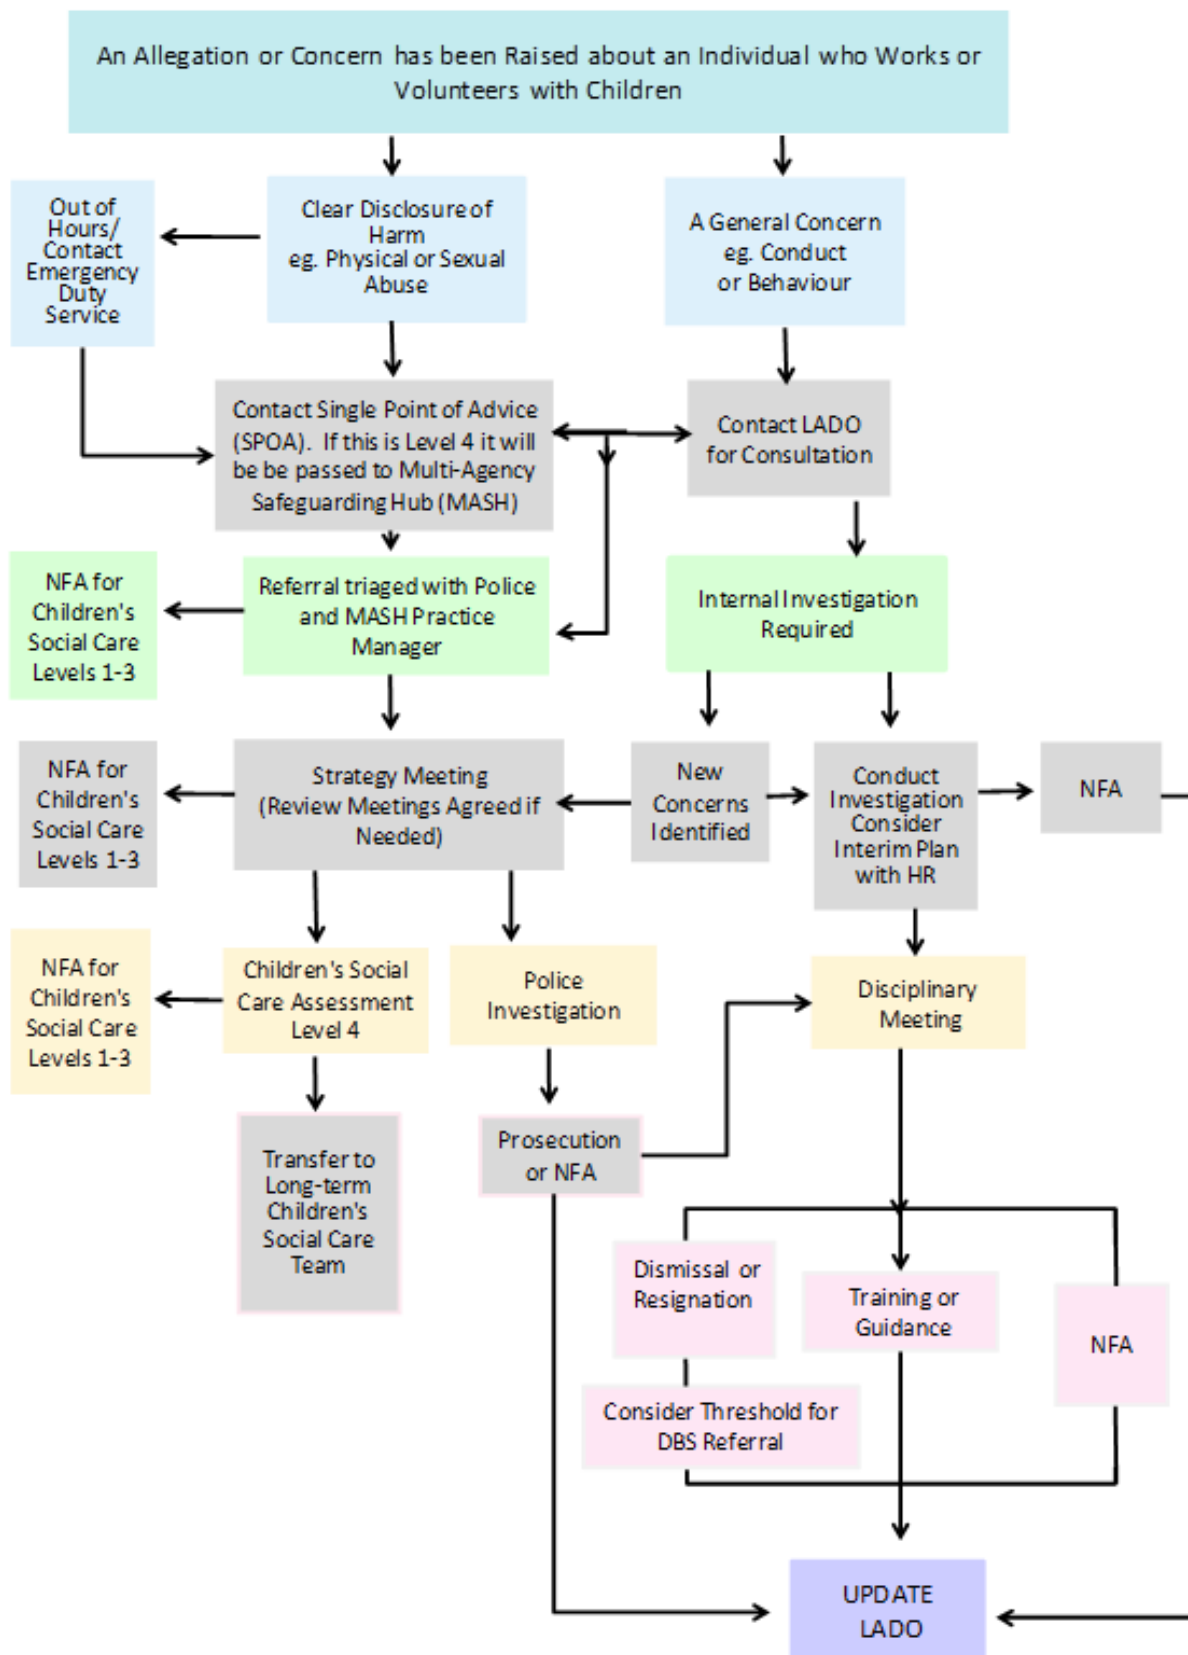 An Allegation or Concern has been Raised about an Individual who Works or
Volunteers with Children
Out of
Hours/
Contact
Emergency
Duty
Service
Clear Disclosure of
Harm
eg. Physical or Sexual
Abuse
A General Concern
eg. Conduct
or Behaviour
Contact Single Point of Advice
(SPOA). If this is Level 4 it will
be be passed to Multi-Agency
Safeguarding Hub (MASH)
Contact LADO
for Consultation
NFA for
Children's
Social Care
Levels 1-3
Referral triaged with Police
and MASH Practice
Manager
Internal Investigation
Required
NFA for
Children's
Social Care
Levels 1-3
Strategy Meeting
(Review Meetings Agreed if
Needed)
New
Concerns
Identified
Conduct
Investigation
Consider
Interim Plan
with HR
NFA
NFA for
Children's
Social Care
Levels 1-3
Children's Social
Care Assessment
Level 4
Police
Investigation
Disciplinary
Meeting
Transfer to
Long-term
Children's
Social Care
Team
Prosecution
or NFA
Dismissal or
Resignation
Training or
Guidance
NFA
Consider Threshold for
DBS Referral
UPDATE
LADO